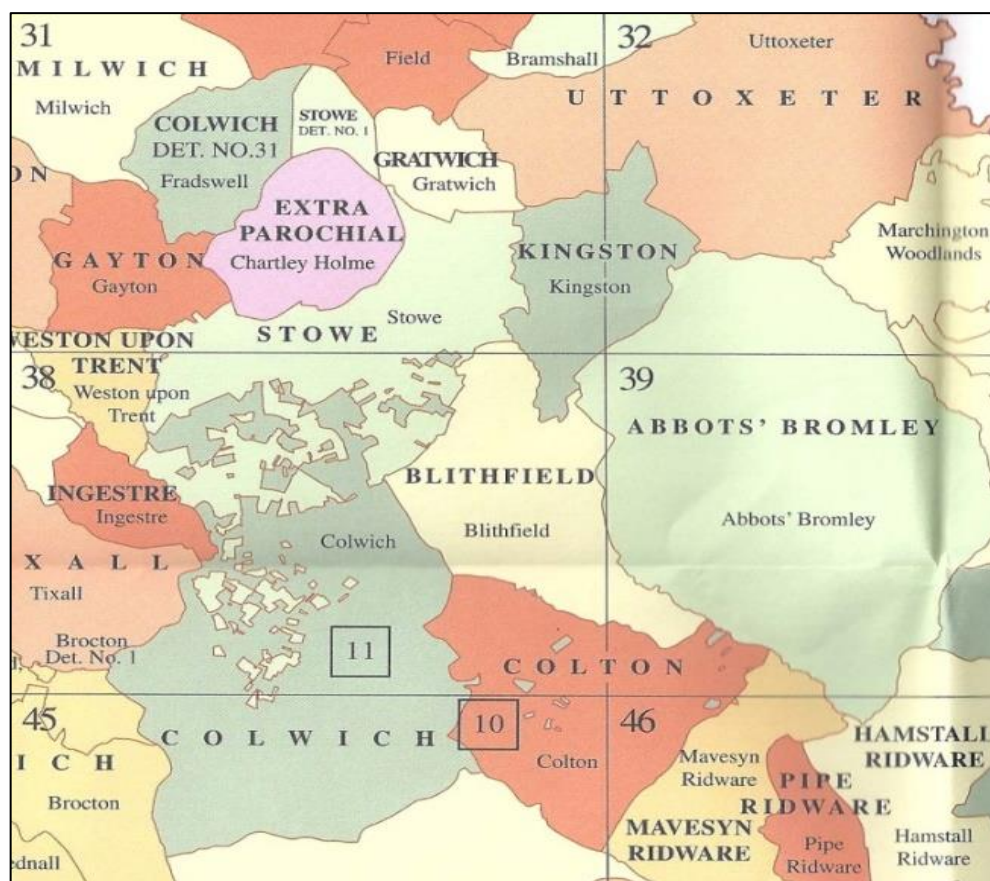 31
32
Field
Bramshall
Uttoxeter
MILWICH
Milwich
UTTOXETER
COLWICH
DET. NO.31
Fradswell
STOWE
DET. NO. 1
GRATWICH
Gratwich
ON
EXTRA
PAROCHIAL
Chartley Holme
KINGSTON
Kingston
Marchington
Woodlands
GAYTON
Gayton
Stowe
STOWE
WESTON UPON
TRENT
Weston upon
Trent
38
39
ABBOTS' BROMLEY
Abbots' Bromley
BLITHFIELD
Blithfield
INGESTRE
Ingestre
Colwich
XALL
Tixall
Brocton
Det. No. 1
11
COLTON
45
10
46
COLWICH
Colton
ICH
Brocton
Mavesyn
Ridware
HAMSTALL
RIDWARE
PIPE
RIDWARE
MAVESYN
RIDWARE
Pipe
Ridware
Hamstall
Ridware
ednall